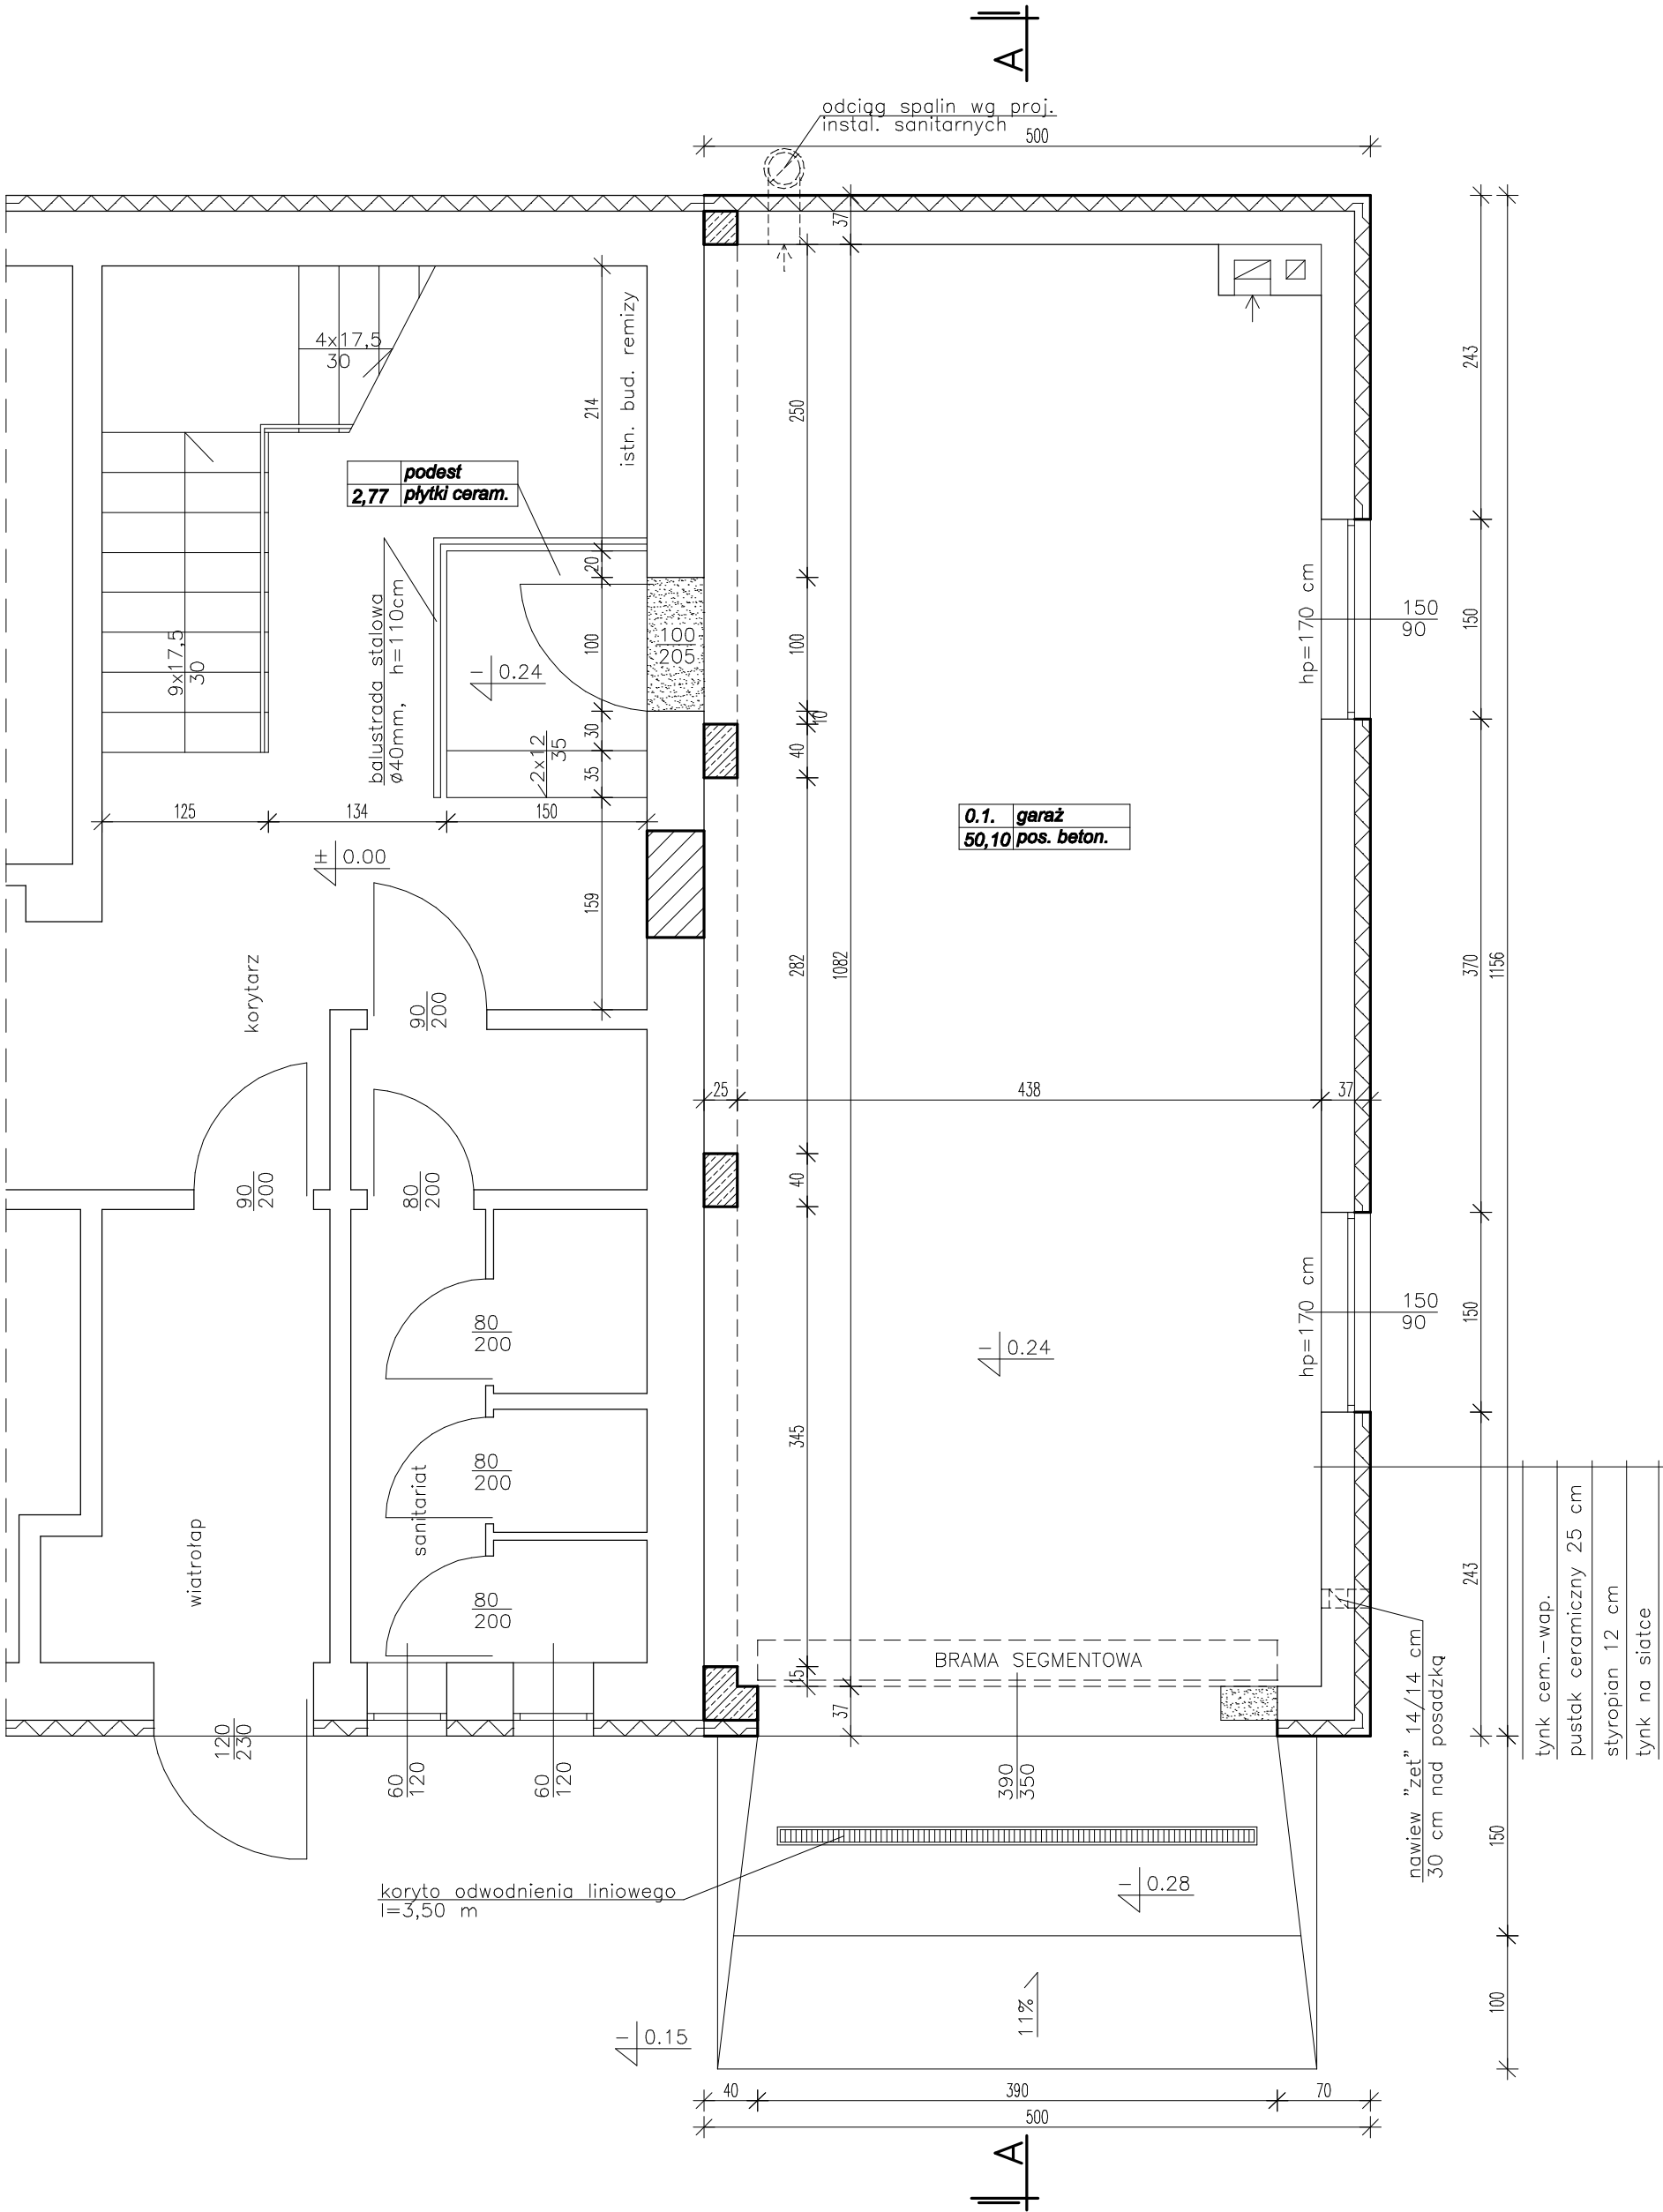 A
odciąg spalin wg proj.
instal. sanitarnych
500
37
4x17,5
30
214
istn. bud. remizy
250
243
podest
2,77 płytki ceram.
9x17,5
30
balustrada stalowa
ø40mm, h=110cm
20
100
- 0.24
100
205
100
10
hp=170 cm
150
90
150
30
35
2x12
35
40
125
134
150
± 0.00
159
0.1. garaż
50,10 pos. beton.
korytarz
90
200
282
1082
370
1156
25
438
37
90
200
80
200
40
80
200
hp=170 cm
150
90
150
- 0.24
345
80
200
sanitariat
wiatrołap
80
200
243
BRAMA SEGMENTOWA
15
37
120
230
60
120
60
120
390
350
tynk cem.-wap.
pustak ceramiczny 25 cm
styropian 12 cm
tynk na siatce
nawiew "zet" 14/14 cm
30 cm nad posadzką
150
koryto odwodnienia liniowego
l=3,50 m
- 0.28
11%
100
- 0.15
40
390
70
500
A